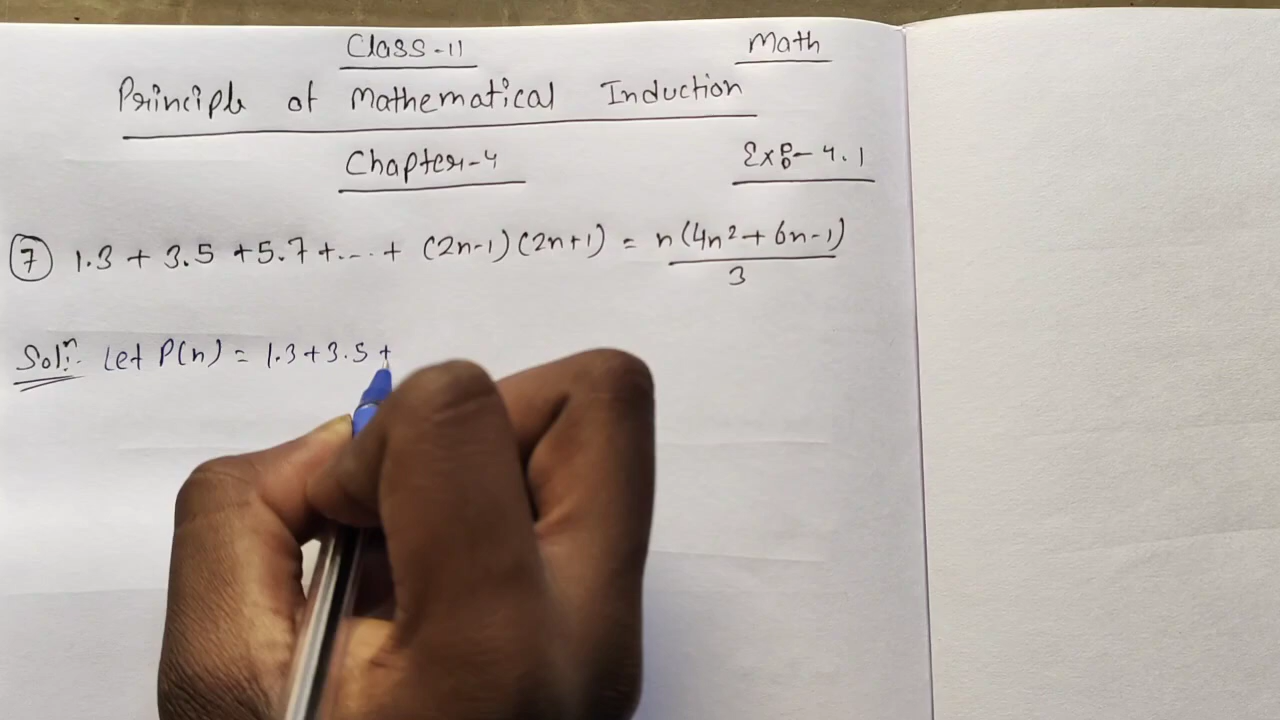 Class-11 Math
Principle of Mathematical Induction
Chapter-4 Exe-4.1
7 1.3 + 3.5 + 5.7 + .... + (2n-1)(2n+1) = n(4n²+6n-1)/3
Solⁿ:- Let P(n) = 1.3+3.5+